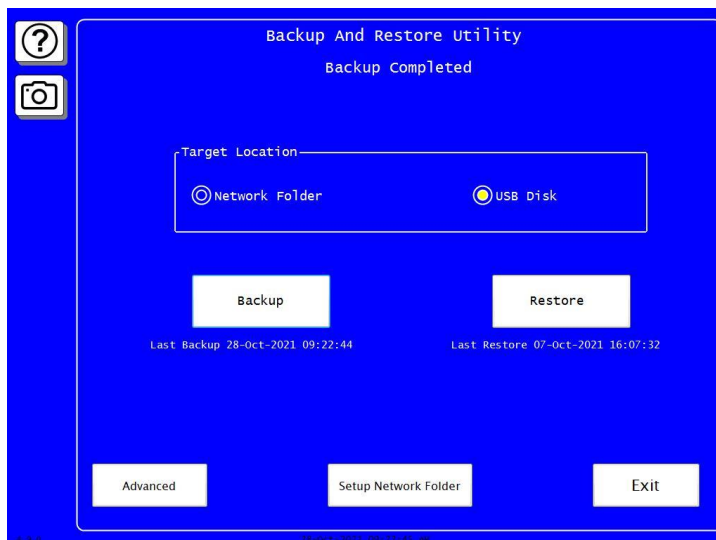 Backup And Restore Utility
Backup Completed
Target Location
Network Folder
USB Disk
Backup
Restore
Last Backup 28-Oct-2021 09:22:44
Last Restore 07-Oct-2021 16:07:32
Advanced
Setup Network Folder
Exit